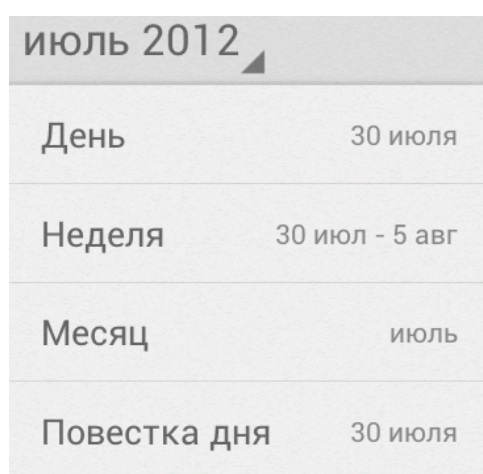 июль 2012
День 30 июля
Неделя 30 июл - 5 авг
Месяц июль
Повестка дня 30 июля